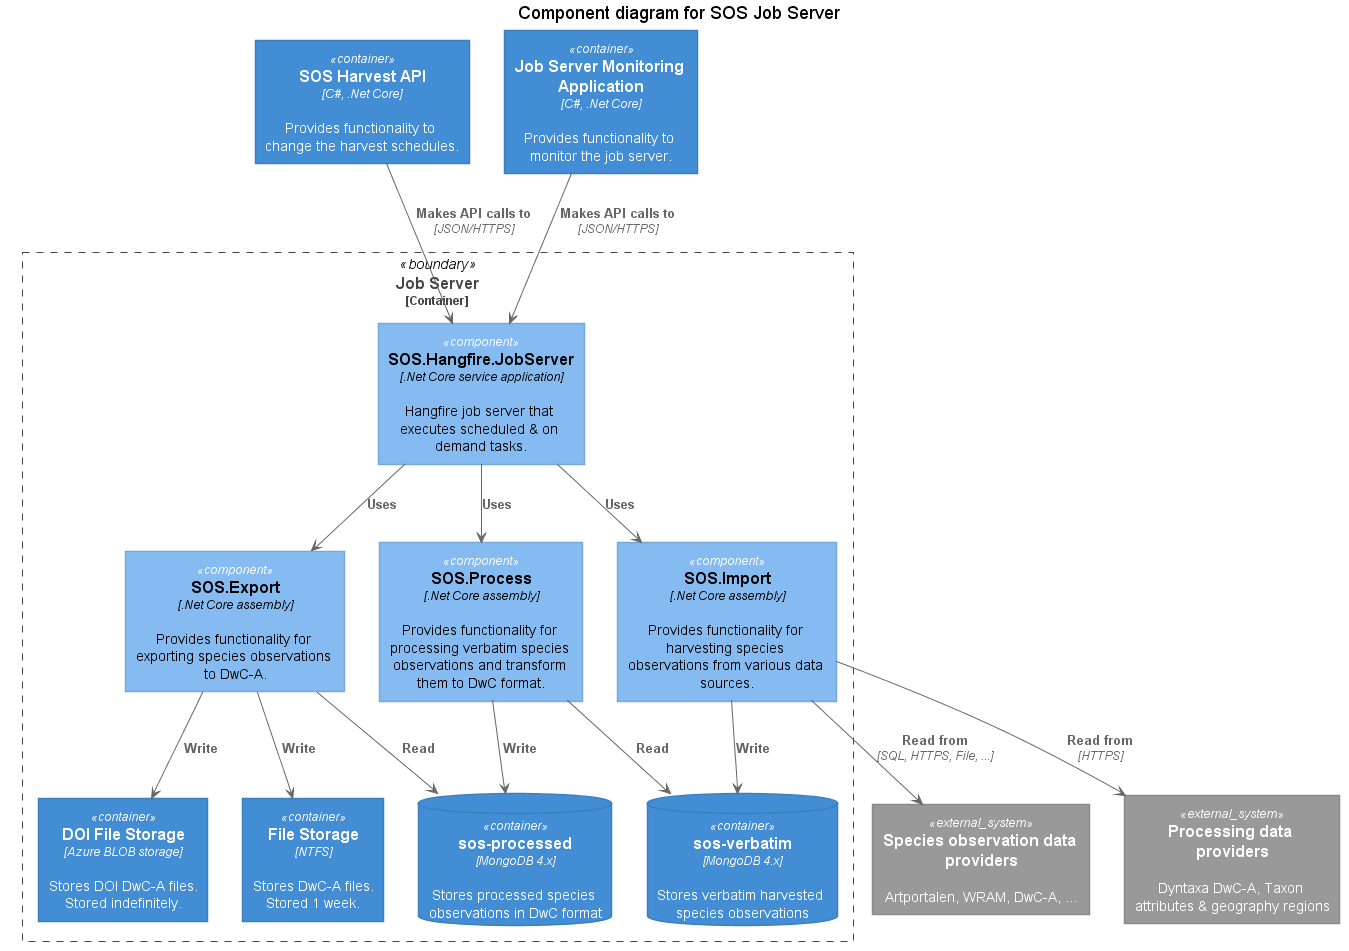 Component diagram for SOS Job Server
«container»
SOS Harvest API
[C#, .Net Core]
Provides functionality to
change the harvest schedules.
«container»
Job Server Monitoring
Application
[C#, .Net Core]
Provides functionality to
monitor the job server.
Makes API calls to
[JSON/HTTPS]
Makes API calls to
[JSON/HTTPS]
«boundary»
Job Server
[Container]
«component»
SOS.Hangfire.JobServer
[.Net Core service application]
Hangfire job server that
executes scheduled & on
demand tasks.
Uses
Uses
Uses
«component»
SOS.Export
[.Net Core assembly]
Provides functionality for
exporting species observations
to DwC-A.
«component»
SOS.Process
[.Net Core assembly]
Provides functionality for
processing verbatim species
observations and transform
them to DwC format.
«component»
SOS.Import
[.Net Core assembly]
Provides functionality for
harvesting species
observations from various data
sources.
Write
Write
Read
Write
Read
Write
Read from
[SQL, HTTPS, File, ...]
Read from
[HTTPS]
«container»
DOI File Storage
[Azure BLOB storage]
Stores DOI DwC-A files.
Stored indefinitely.
«container»
File Storage
[NTFS]
Stores DwC-A files.
Stored 1 week.
«container»
sos-processed
[MongoDB 4.x]
Stores processed species
observations in DwC format
«container»
sos-verbatim
[MongoDB 4.x]
Stores verbatim harvested
species observations
«external_system»
Species observation data
providers
Artportalen, WRAM, DwC-A, ...
«external_system»
Processing data
providers
Dyntaxa DwC-A, Taxon
attributes & geography regions